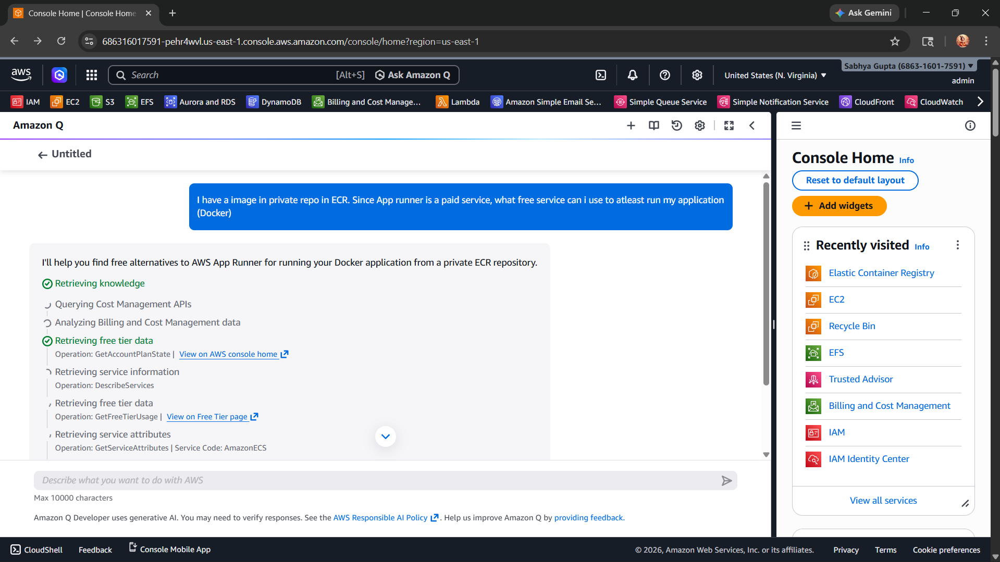 Console Home | Console Home
Ask Gemini
686316017591-pehr4wvl.us-east-1.console.aws.amazon.com/console/home?region=us-east-1
aws
Search
[Alt+S]
Ask Amazon Q
United States (N. Virginia)
Sabhya Gupta (6863-1601-7591)
admin
IAM
EC2
S3
EFS
Aurora and RDS
DynamoDB
Billing and Cost Manage...
Lambda
Amazon Simple Email Se...
Simple Queue Service
Simple Notification Service
CloudFront
CloudWatch
Amazon Q
Untitled
I have a image in private repo in ECR. Since App runner is a paid service, what free service can i use to atleast run my application
(Docker)
I'll help you find free alternatives to AWS App Runner for running your Docker application from a private ECR repository.
Retrieving knowledge
Querying Cost Management APIs
Analyzing Billing and Cost Management data
Retrieving free tier data
Operation: GetAccountPlanState | View on AWS console home
Retrieving service information
Operation: DescribeServices
Retrieving free tier data
Operation: GetFreeTierUsage | View on Free Tier page
Retrieving service attributes
Operation: GetServiceAttributes | Service Code: AmazonECS
Describe what you want to do with AWS
Max 10000 characters
Amazon Q Developer uses generative AI. You may need to verify responses. See the AWS Responsible AI Policy. Help us improve Amazon Q by providing feedback.
Console Home Info
Reset to default layout
Add widgets
Recently visited Info
Elastic Container Registry
EC2
Recycle Bin
EFS
Trusted Advisor
Billing and Cost Management
IAM
IAM Identity Center
View all services
CloudShell
Feedback
Console Mobile App
© 2026, Amazon Web Services, Inc. or its affiliates.
Privacy
Terms
Cookie preferences